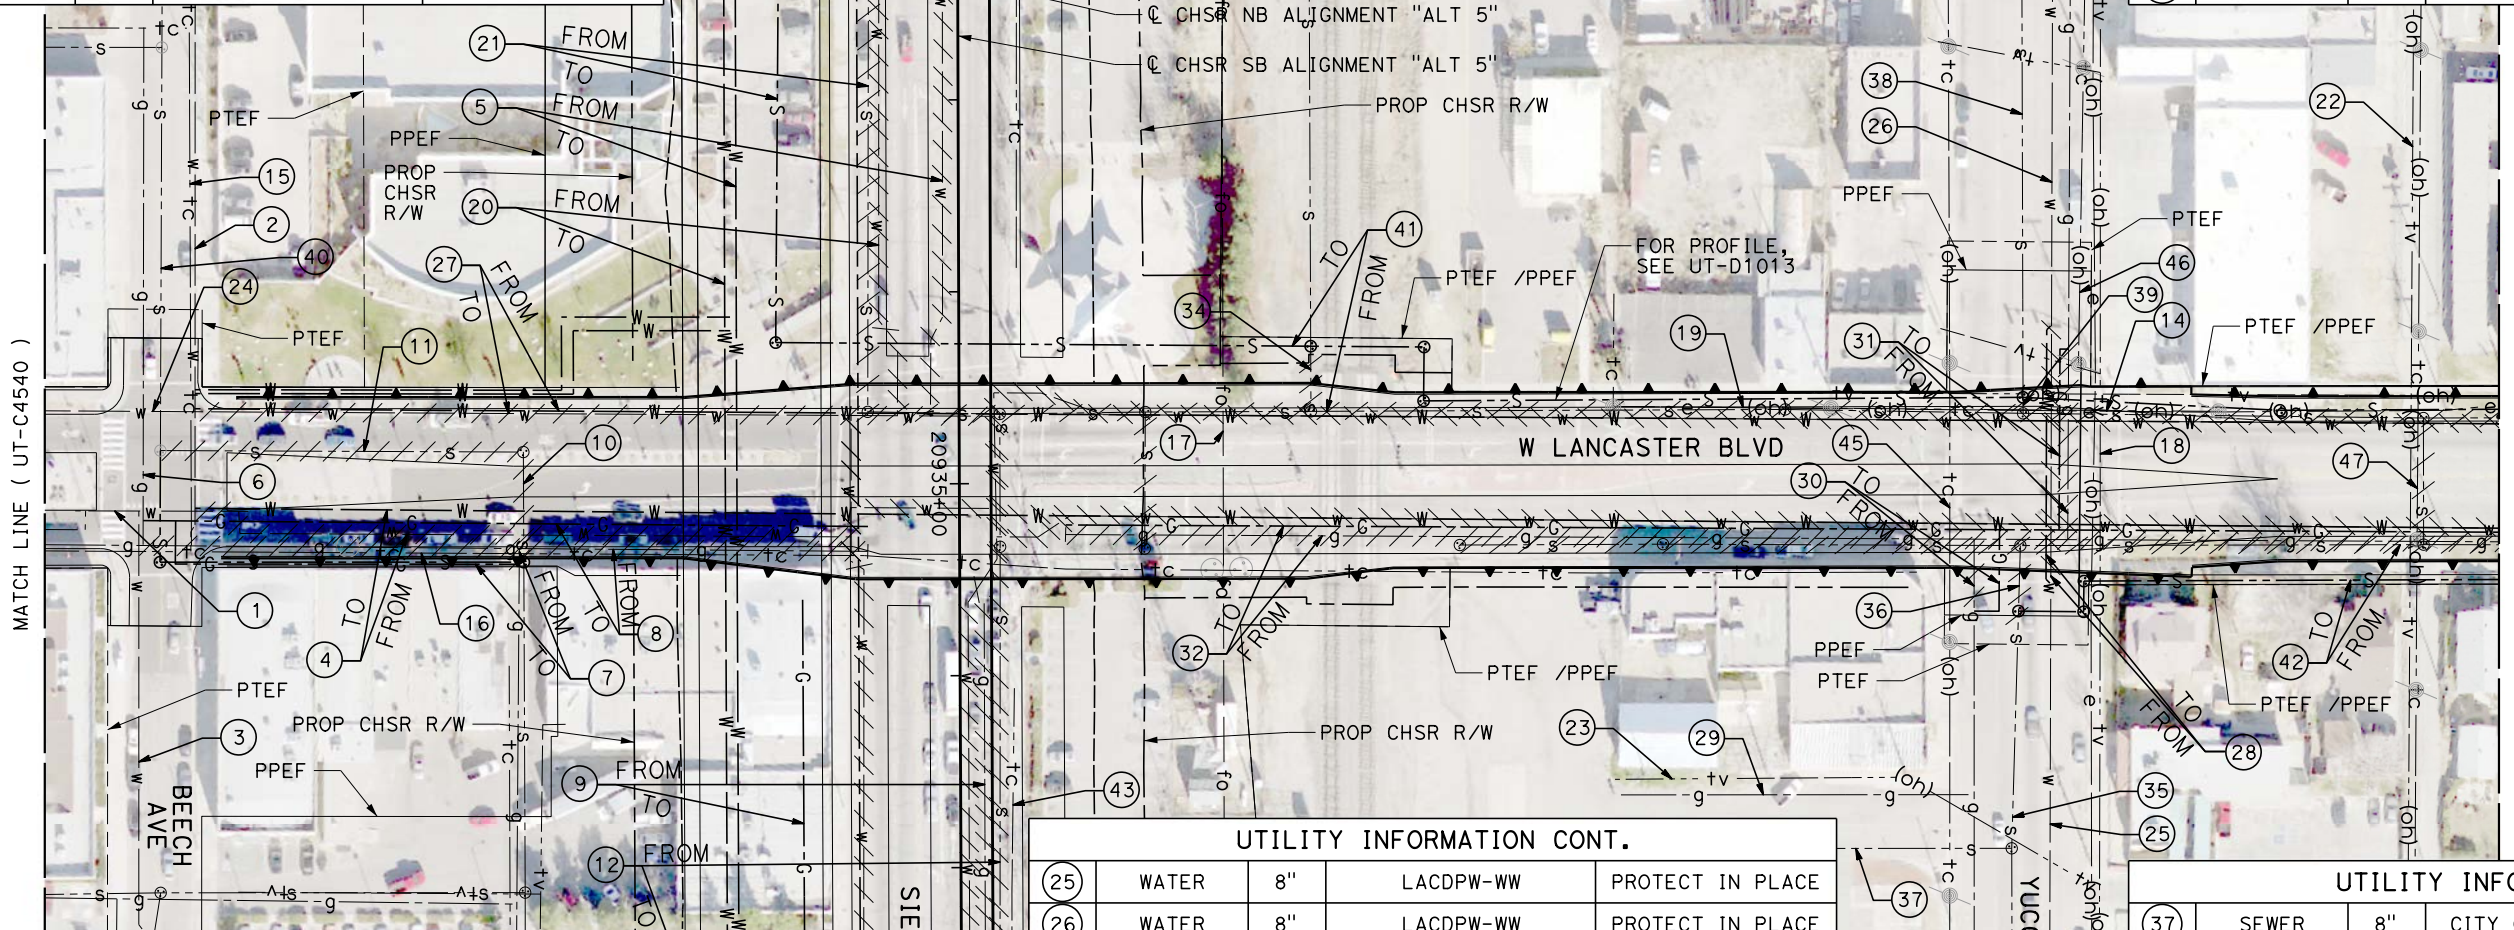 ℄ CHSR NB ALIGNMENT "ALT 5"
℄ CHSR SB ALIGNMENT "ALT 5"
21 FROM
TO
5 FROM
TO
20 FROM
TO
PTEF
PPEF
PROP
CHSR
R/W
15
2
40
24
27 FROM
TO
PTEF
11
PROP CHSR R/W
38
26
22
PPEF
PTEF
41
TO
FROM
FOR PROFILE,
SEE UT-D1013
PTEF /PPEF
34
19
31 TO
FROM
46
39
14
PTEF /PPEF
MATCH LINE ( UT-C4540 )
10
6
17
W LANCASTER BLVD
45
18
47
30 TO
FROM
20935+00
1
4 TO
FROM
16
FROM
TO
7
FROM
TO
8
32 TO
FROM
36
PPEF
PTEF
PTEF /PPEF
42 TO
FROM
PTEF /PPEF
PTEF
PROP CHSR R/W
3
PPEF
BEECH
AVE
9 FROM
TO
12 FROM
TO
43
PROP CHSR R/W
23
29
TO
FROM
28
35
25
37
SIE
YUCC
UTILITY INFORMATION CONT.
25 WATER 8" LACDPW-WW PROTECT IN PLACE
26 WATER 8" LACDPW-WW PROTECT IN PLACE
UTILITY INFO
37 SEWER 8" CITY